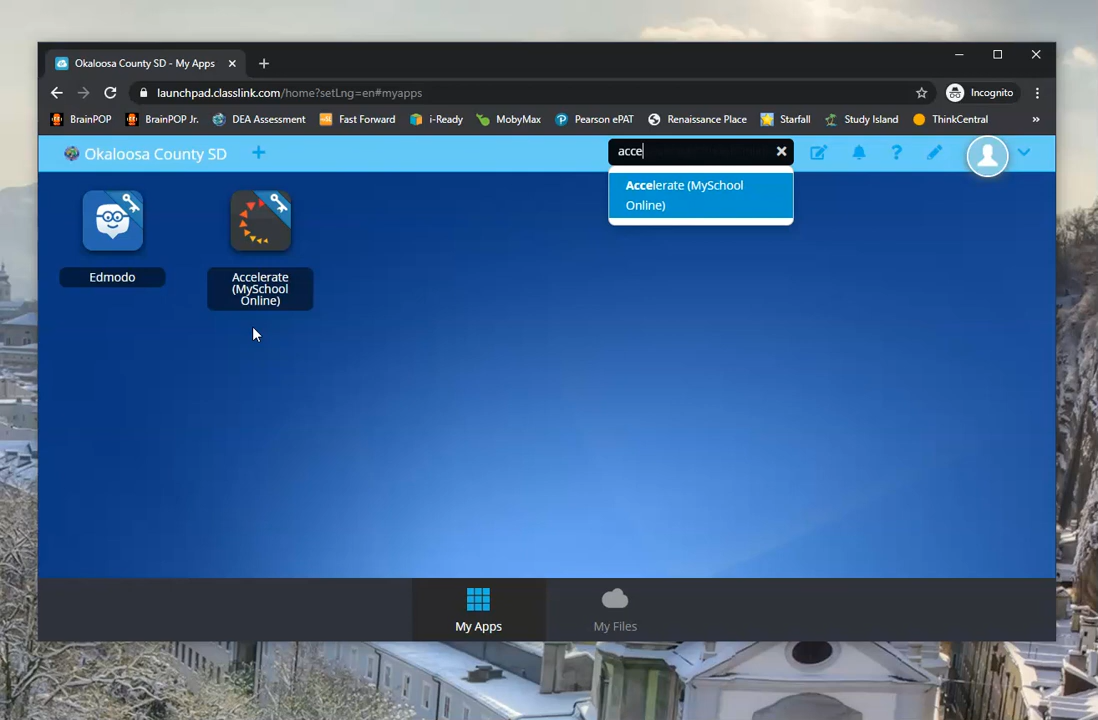 Okaloosa County SD - My Apps
launchpad.classlink.com/home?setLng=en#myapps
Incognito
BrainPOP
BrainPOP Jr.
DEA Assessment
Fast Forward
i-Ready
MobyMax
Pearson ePAT
Renaissance Place
Starfall
Study Island
ThinkCentral
»
Okaloosa County SD
acce
Accelerate (MySchool
Online)
Edmodo
Accelerate
(MySchool
Online)
My Apps
My Files